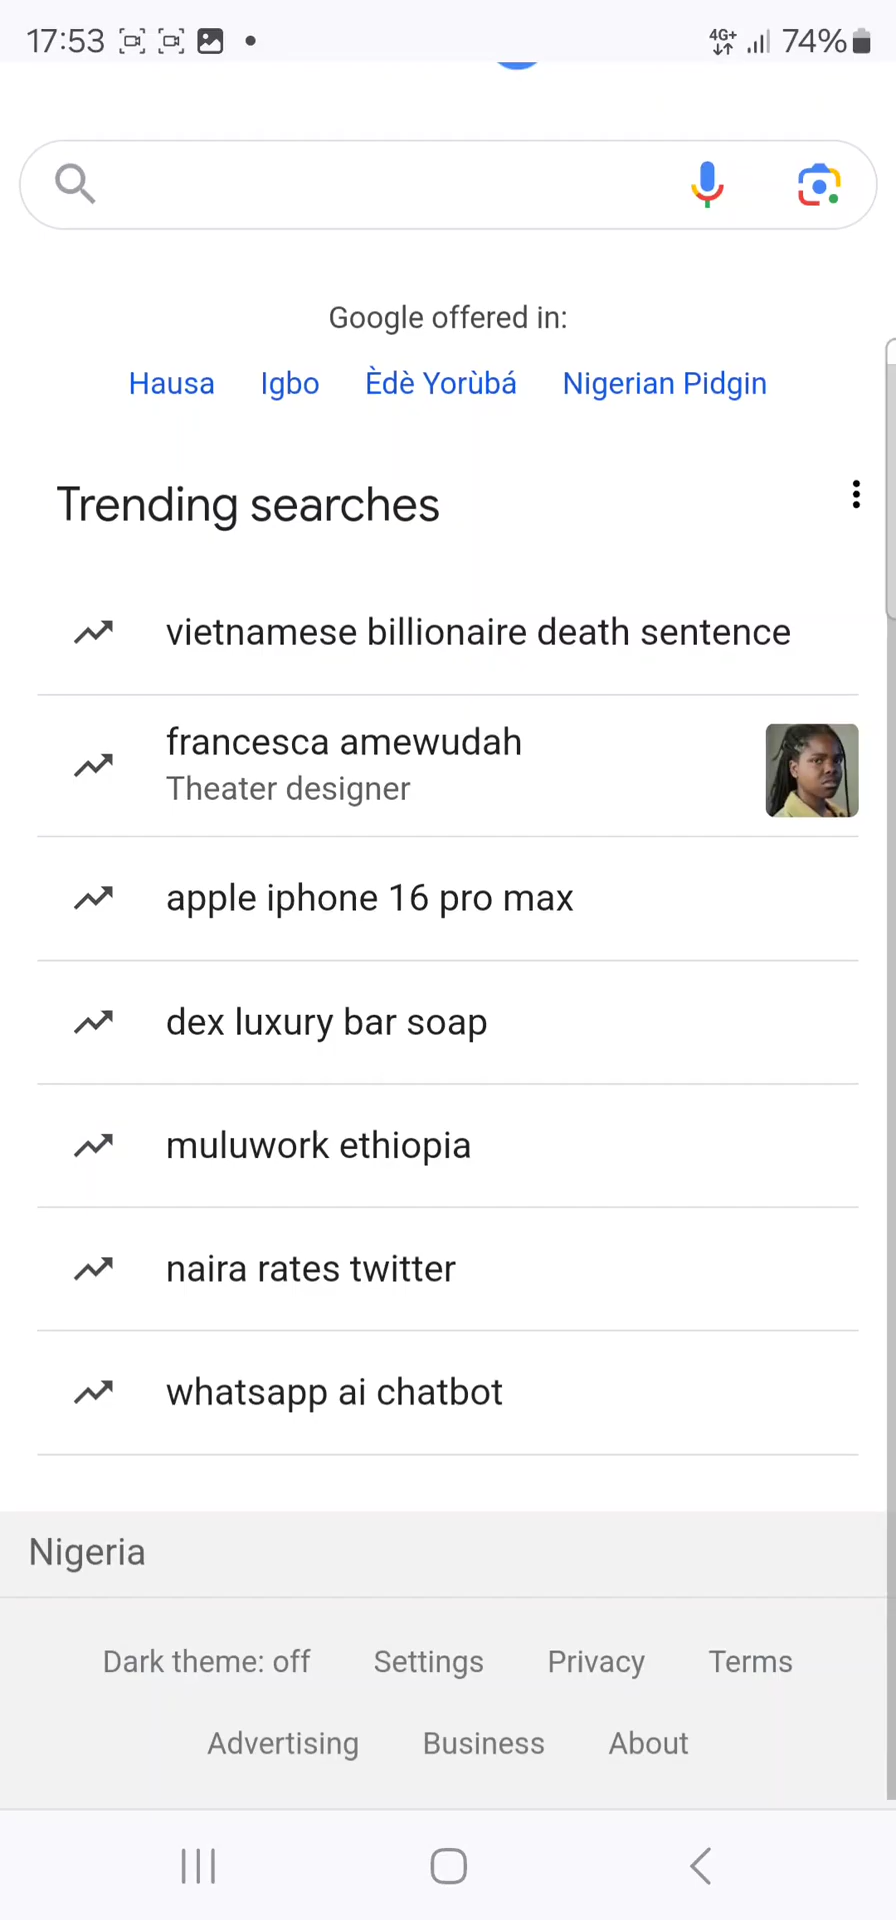 17:53 4G+ 74%
Google offered in:
Hausa Igbo Èdè Yorùbá Nigerian Pidgin
Trending searches
vietnamese billionaire death sentence
francesca amewudah
Theater designer
apple iphone 16 pro max
dex luxury bar soap
muluwork ethiopia
naira rates twitter
whatsapp ai chatbot
Nigeria
Dark theme: off Settings Privacy Terms
Advertising Business About